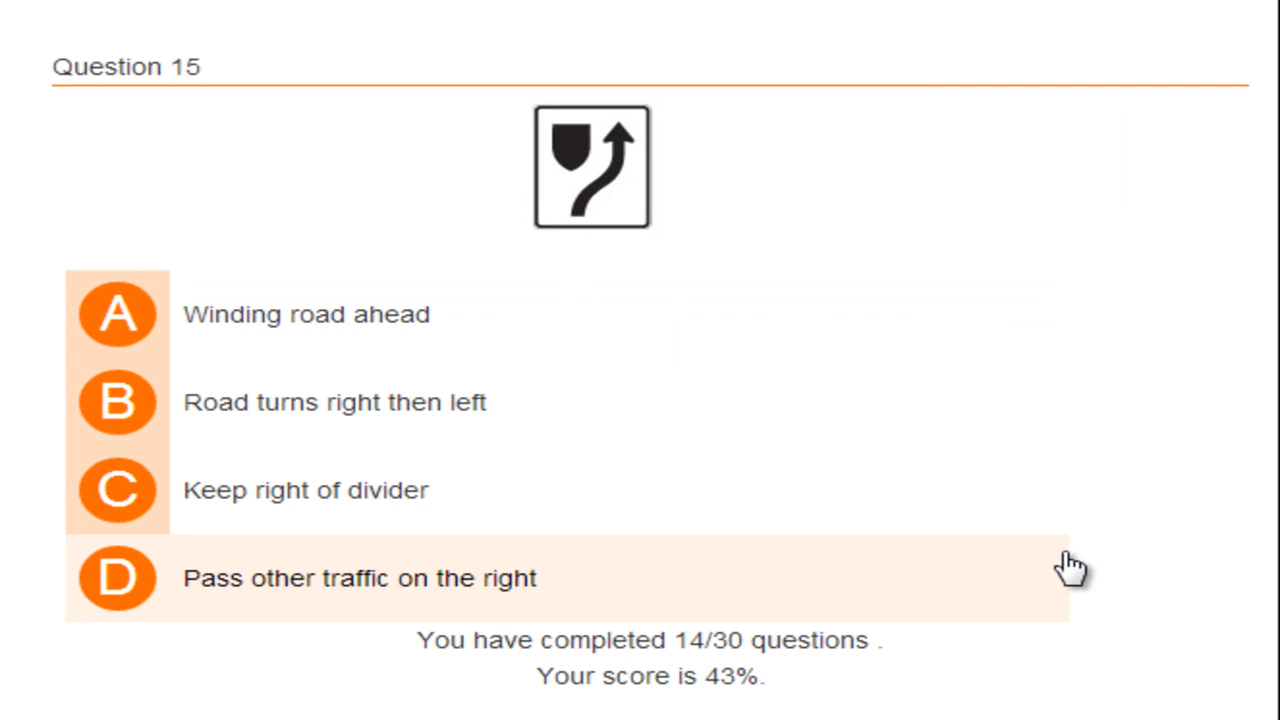 Question 15
A Winding road ahead
B Road turns right then left
C Keep right of divider
D Pass other traffic on the right
You have completed 14/30 questions .
Your score is 43%.